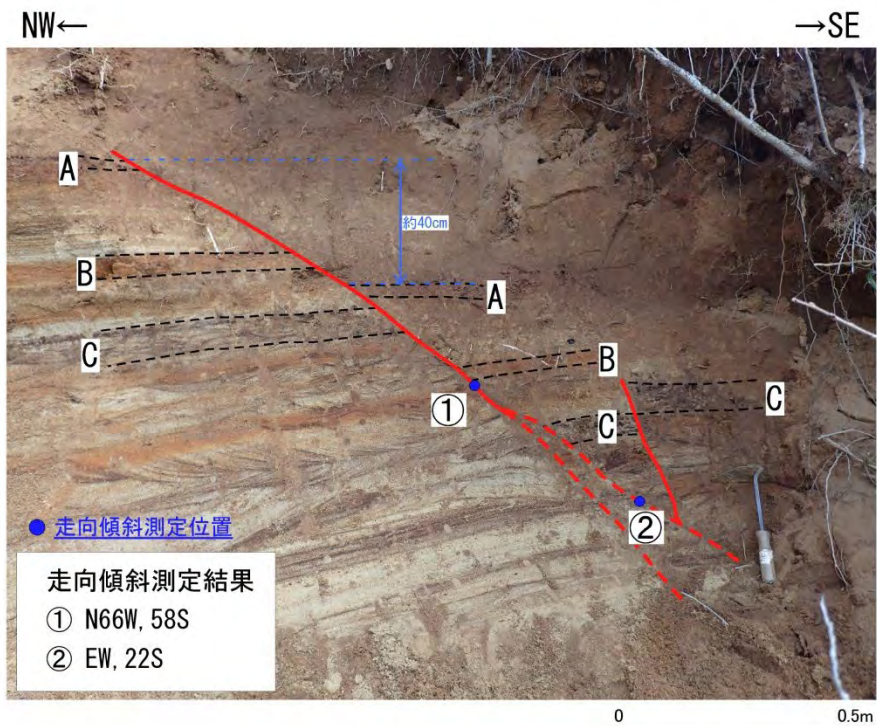 NW← →SE
A
約40cm
B
A
C
B
①
C
C
②
● 走向傾斜測定位置
走向傾斜測定結果
① N66W, 58S
② EW, 22S
0 0.5m